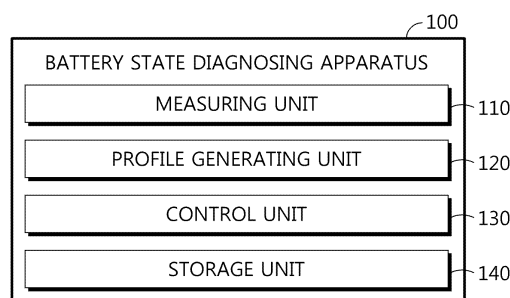 100
BATTERY STATE DIAGNOSING APPARATUS
MEASURING UNIT
110
PROFILE GENERATING UNIT
120
CONTROL UNIT
130
STORAGE UNIT
140